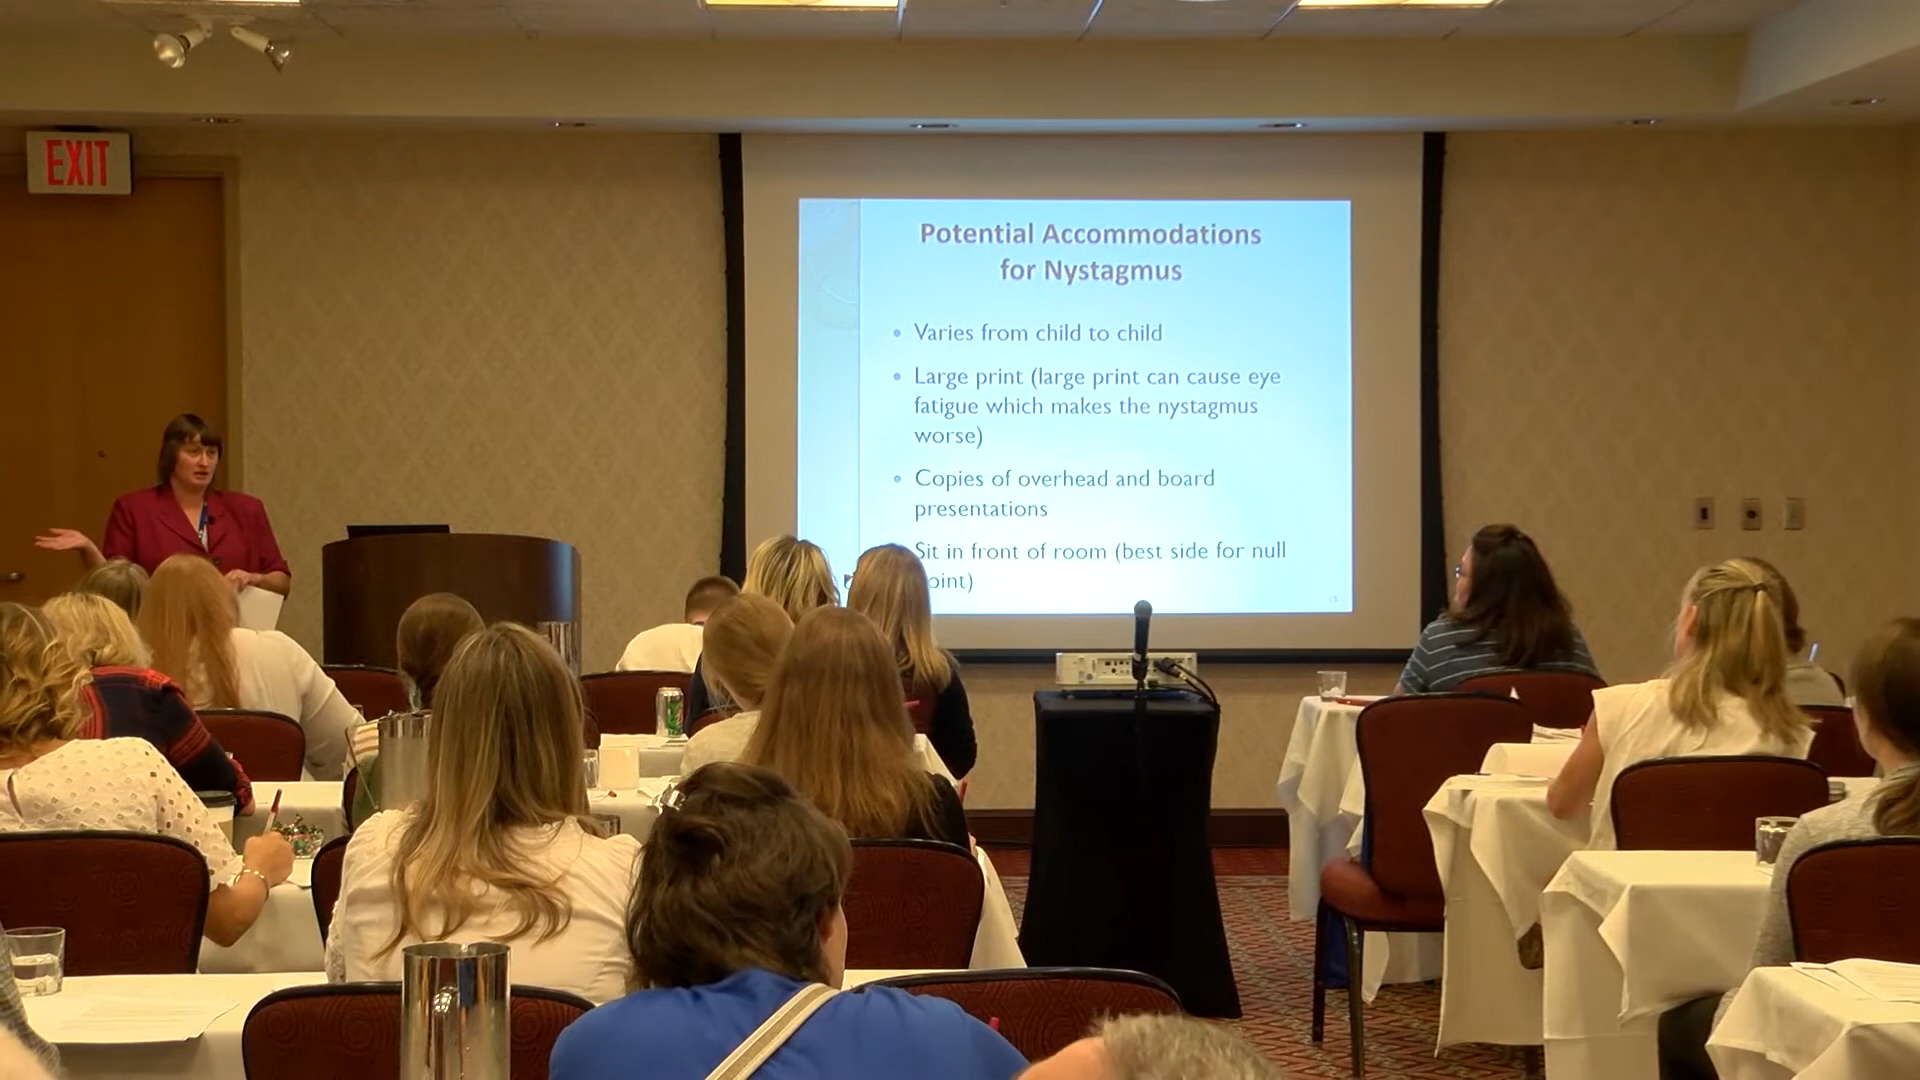 EXIT
Potential Accommodations
for Nystagmus
• Varies from child to child
• Large print (large print can cause eye
fatigue which makes the nystagmus
worse)
• Copies of overhead and board
presentations
Sit in front of room (best side for null
oint)